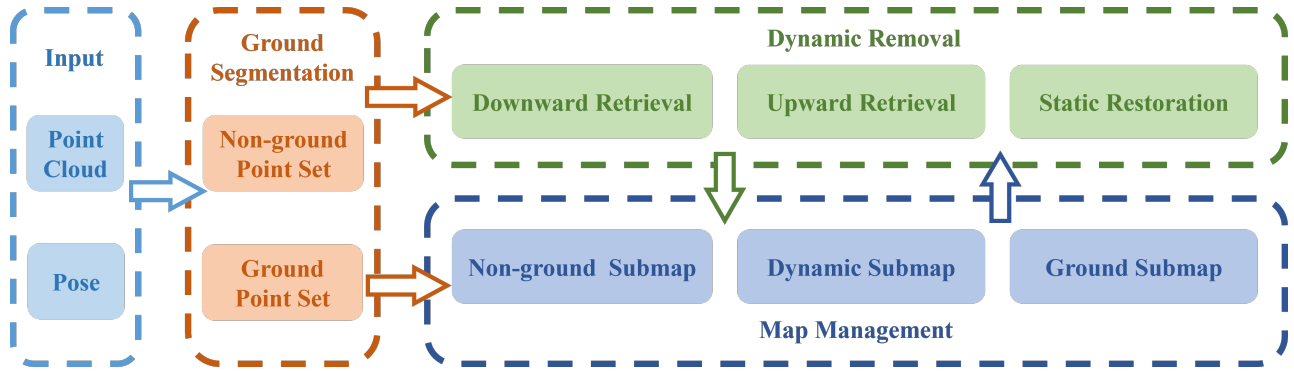 Input
Point
Cloud
Pose
Ground
Segmentation
Non-ground
Point Set
Ground
Point Set
Dynamic Removal
Downward Retrieval
Upward Retrieval
Static Restoration
Non-ground Submap
Dynamic Submap
Ground Submap
Map Management